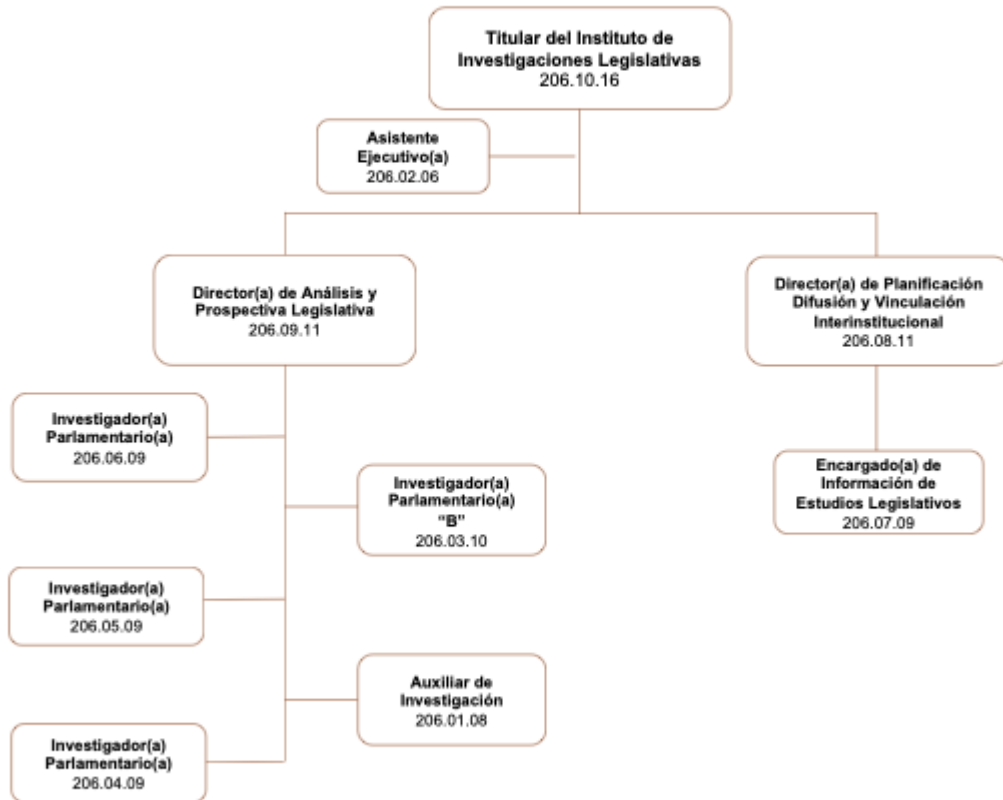 Titular del Instituto de
Investigaciones Legislativas
206.10.16
Asistente
Ejecutivo(a)
206.02.06
Director(a) de Análisis y
Prospectiva Legislativa
206.09.11
Director(a) de Planificación
Difusión y Vinculación
Interinstitucional
206.08.11
Investigador(a)
Parlamentario(a)
206.06.09
Investigador(a)
Parlamentario(a)
“B”
206.03.10
Encargado(a) de
Información de
Estudios Legislativos
206.07.09
Investigador(a)
Parlamentario(a)
206.05.09
Auxiliar de
Investigación
206.01.08
Investigador(a)
Parlamentario(a)
206.04.09